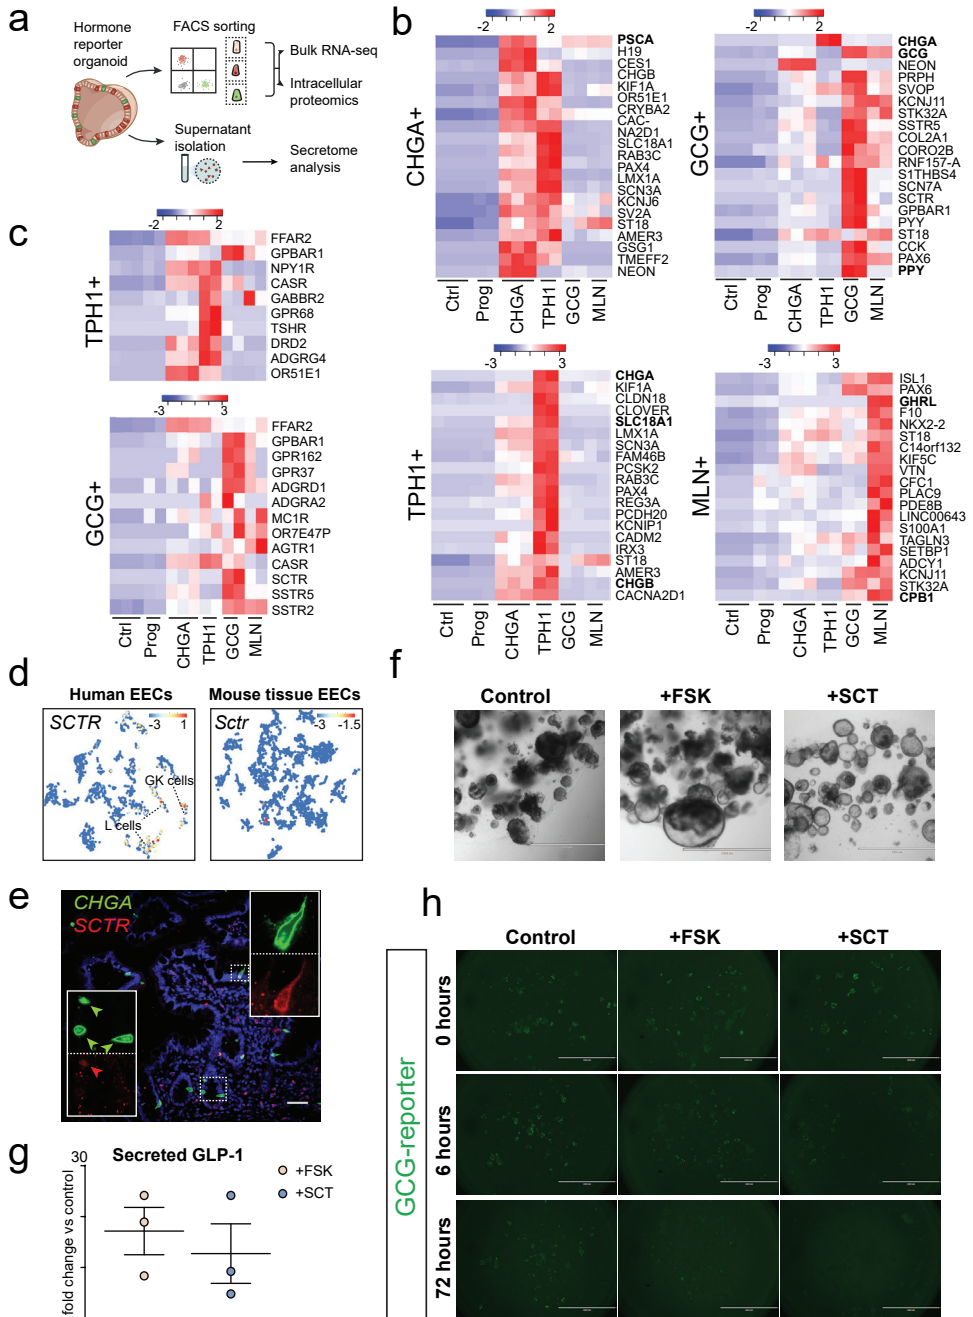 a
Hormone
reporter
organoid
FACS sorting
Bulk RNA-seq
Intracellular
proteomics
Supernatant
isolation
Secretome
analysis
b
-2
2
CHGA+
PSCA
H19
CES1
CHGB
KIF1A
OR51E1
CRYBA2
CAC-
NA2D1
SLC18A1
RAB3C
PAX4
LMX1A
SCN3A
KCNJ6
SV2A
ST18
AMER3
GSG1
TMEFF2
NEON
Ctrl
Prog
CHGA
TPH1
GCG
MLN
-2
2
GCG+
CHGA
GCG
NEON
PRPH
SVOP
KCNJ11
STK32A
SSTR5
COL2A1
CORO2B
RNF157-A
S1THBS4
SCN7A
SCTR
GPBAR1
PYY
ST18
CCK
PAX6
PPY
Ctrl
Prog
CHGA
TPH1
GCG
MLN
-3
3
TPH1+
CHGA
KIF1A
CLDN18
CLOVER
SLC18A1
LMX1A
SCN3A
FAM46B
PCSK2
RAB3C
PAX4
REG3A
PCDH20
KCNIP1
CADM2
IRX3
ST18
AMER3
CHGB
CACNA2D1
Ctrl
Prog
CHGA
TPH1
GCG
MLN
-3
3
MLN+
ISL1
PAX6
GHRL
F10
NKX2-2
ST18
C14orf132
KIF5C
VTN
CFC1
PLAC9
PDE8B
LINC00643
S100A1
TAGLN3
SETBP1
ADCY1
KCNJ11
STK32A
CPB1
Ctrl
Prog
CHGA
TPH1
GCG
MLN
c
-2
2
TPH1+
FFAR2
GPBAR1
NPY1R
CASR
GABBR2
GPR68
TSHR
DRD2
ADGRG4
OR51E1
-3
3
GCG+
FFAR2
GPBAR1
GPR162
GPR37
ADGRD1
ADGRA2
MC1R
OR7E47P
AGTR1
CASR
SCTR
SSTR5
SSTR2
Ctrl
Prog
CHGA
TPH1
GCG
MLN
d
Human EECs
SCTR
-3
1
GK cells
L cells
Mouse tissue EECs
Sctr
-3
-1.5
e
CHGA
SCTR
f
Control
+FSK
+SCT
g
Secreted GLP-1
30
fold change vs control
+FSK
+SCT
h
Control
+FSK
+SCT
GCG-reporter
0 hours
6 hours
72 hours